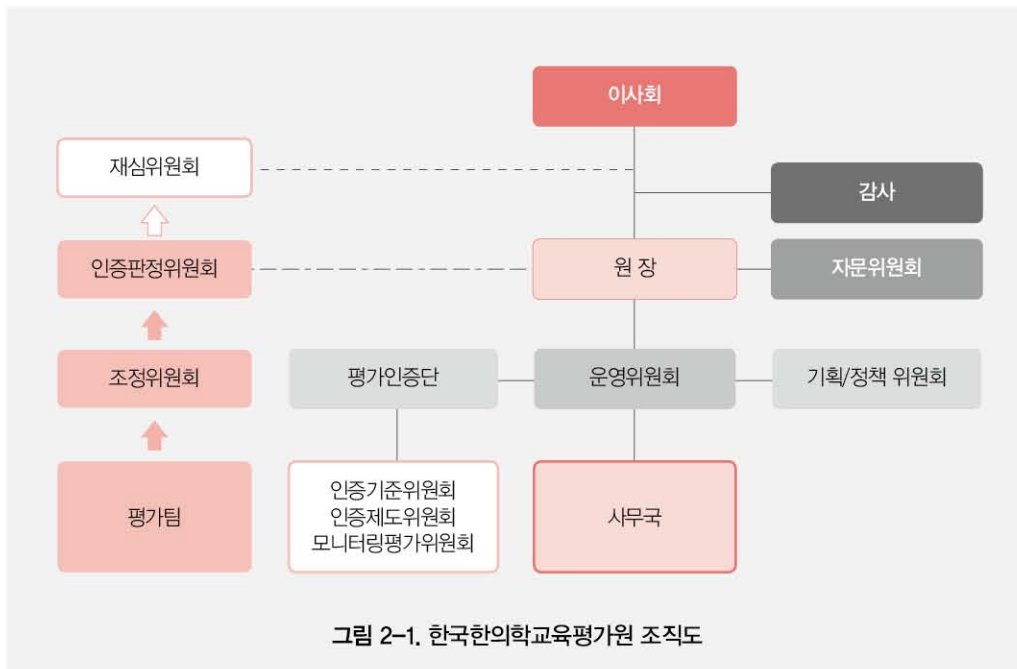 이사회
재심위원회
감사
인증판정위원회
원 장
자문위원회
조정위원회
평가인증단
운영위원회
기획/정책 위원회
평가팀
인증기준위원회
인증제도위원회
모니터링평가위원회
사무국
그림 2-1. 한국한의학교육평가원 조직도